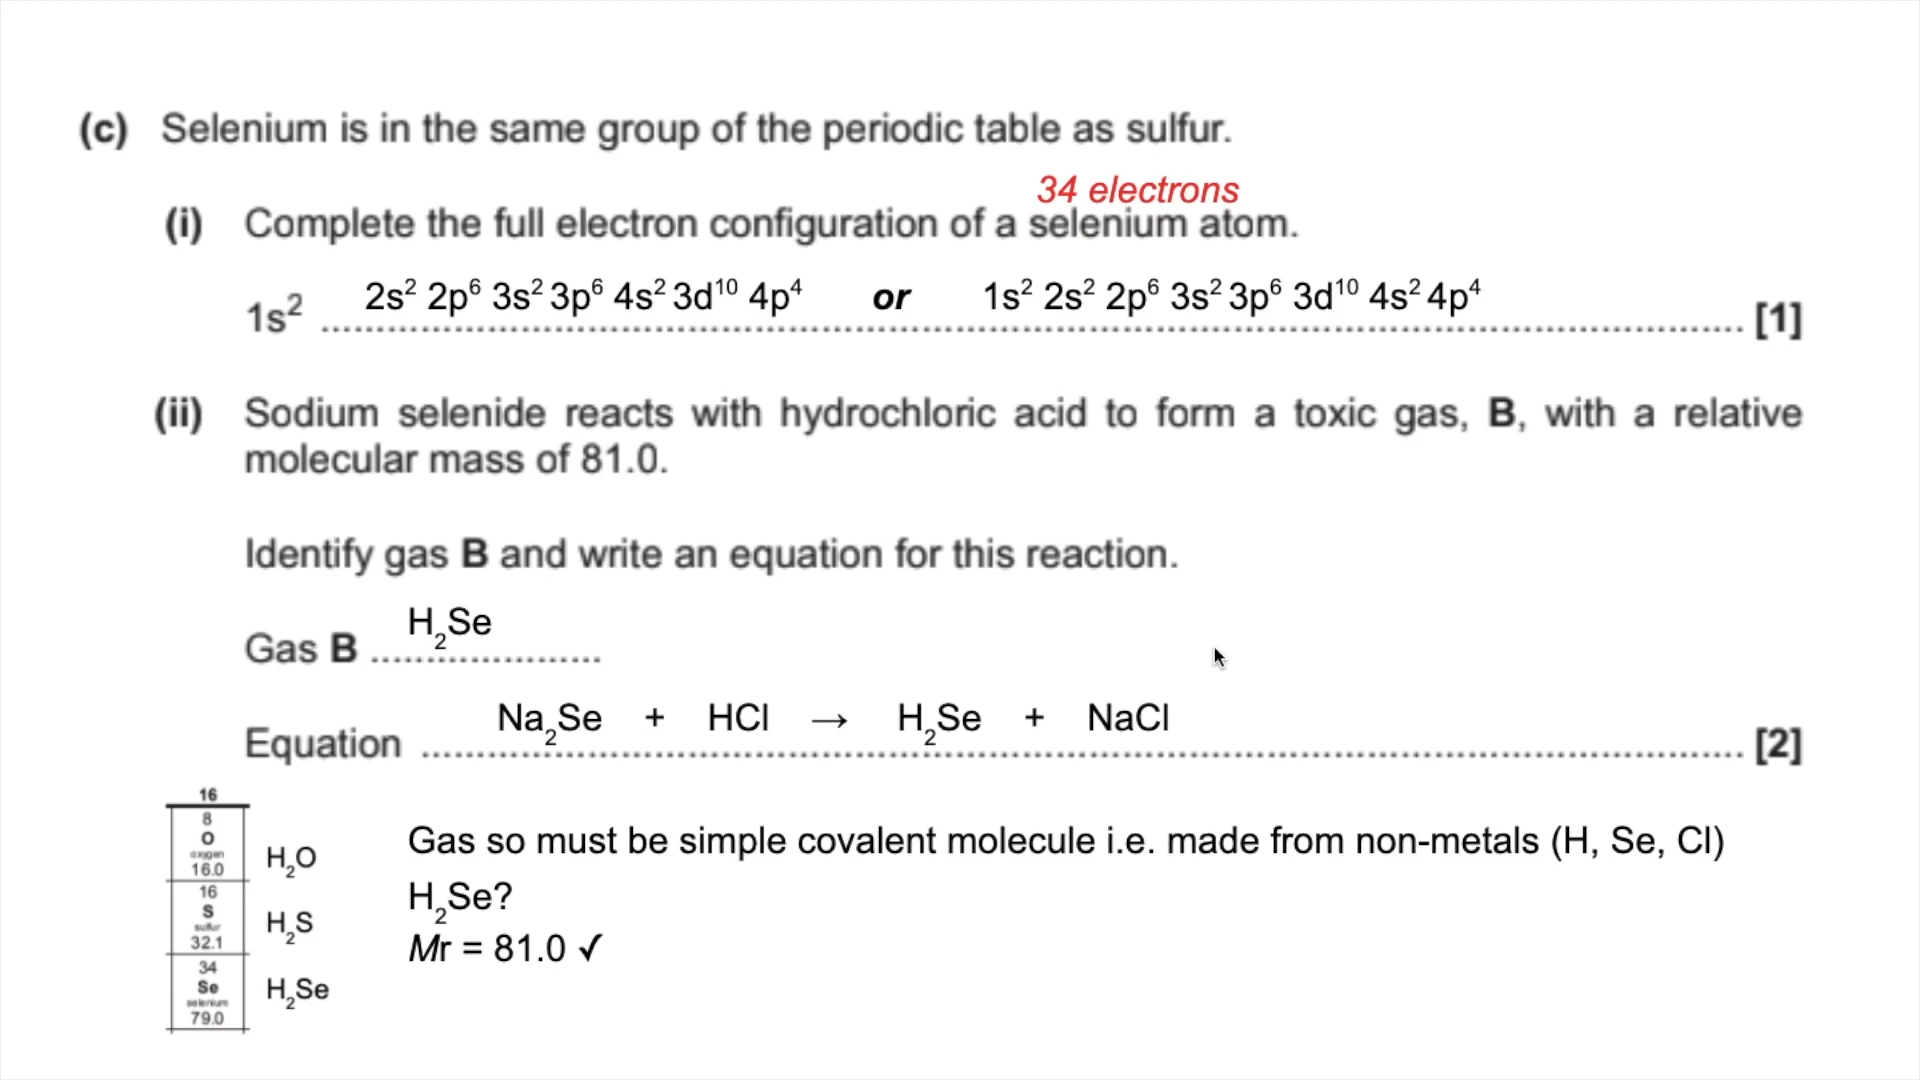 (c) Selenium is in the same group of the periodic table as sulfur.
34 electrons
(i) Complete the full electron configuration of a selenium atom.
1s² 2s² 2p⁶ 3s² 3p⁶ 4s² 3d¹⁰ 4p⁴ or 1s² 2s² 2p⁶ 3s² 3p⁶ 3d¹⁰ 4s² 4p⁴ [1]
(ii) Sodium selenide reacts with hydrochloric acid to form a toxic gas, B, with a relative
molecular mass of 81.0.
Identify gas B and write an equation for this reaction.
Gas B H₂Se
Equation Na₂Se + HCl → H₂Se + NaCl [2]
16
8
O
oxygen
16.0
H₂O
16
S
sulfur
32.1
H₂S
34
Se
selenium
79.0
H₂Se
Gas so must be simple covalent molecule i.e. made from non-metals (H, Se, Cl)
H₂Se?
Mr = 81.0 ✓